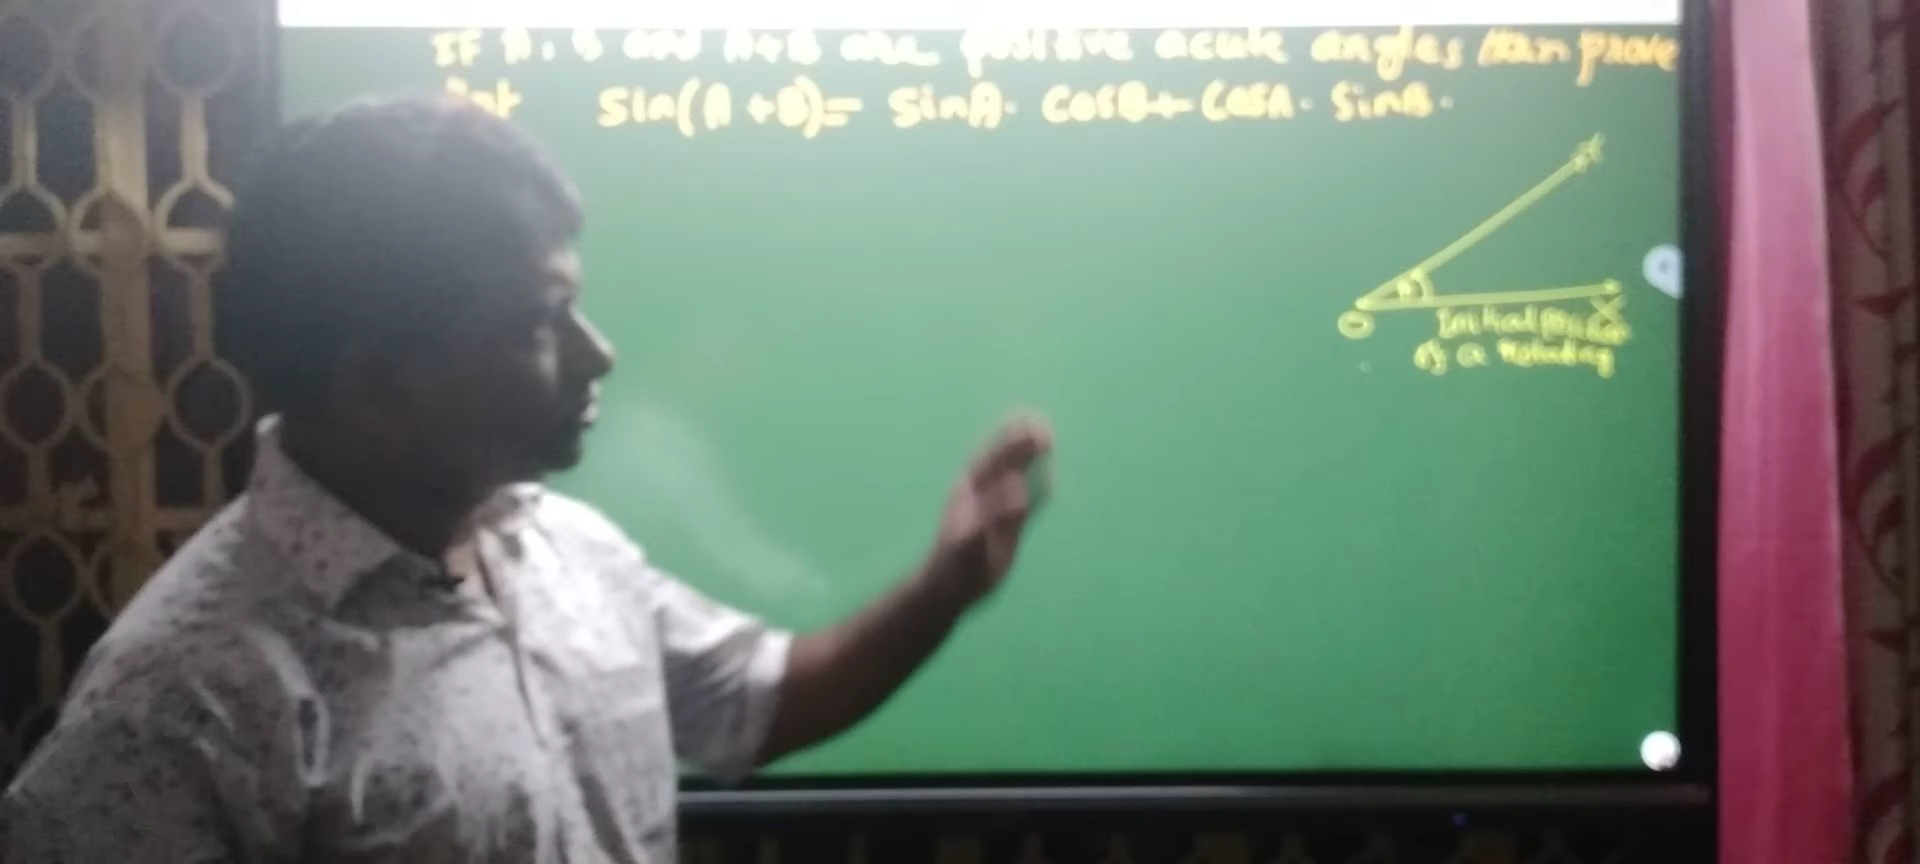 If A, B and A+B are positive acute angles then prove
that Sin(A + B)= SinA. CosB+ CosA. SinB.
O
X
Initial position
of a rotating